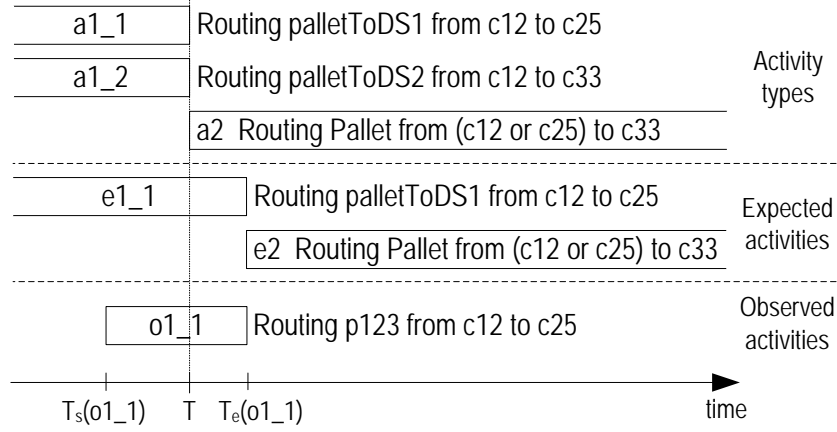 a1_1 Routing palletToDS1 from c12 to c25
a1_2 Routing palletToDS2 from c12 to c33
Activity
types
a2 Routing Pallet from (c12 or c25) to c33
e1_1 Routing palletToDS1 from c12 to c25
Expected
activities
e2 Routing Pallet from (c12 or c25) to c33
Observed
activities
o1_1 Routing p123 from c12 to c25
Ts(o1_1) T Te(o1_1) time